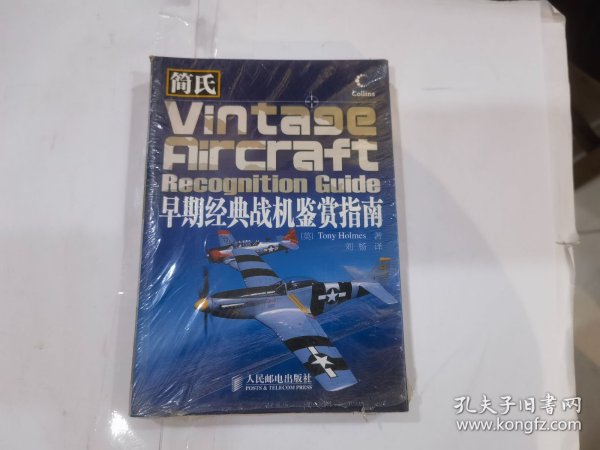 简氏
Collins
Vintage
Aircraft
Recognition Guide
早期经典战机鉴赏指南
[英] Tony Holmes 著
刘杨 译
人民邮电出版社
POSTS & TELECOM PRESS
孔夫子旧书网
www.kongfz.com